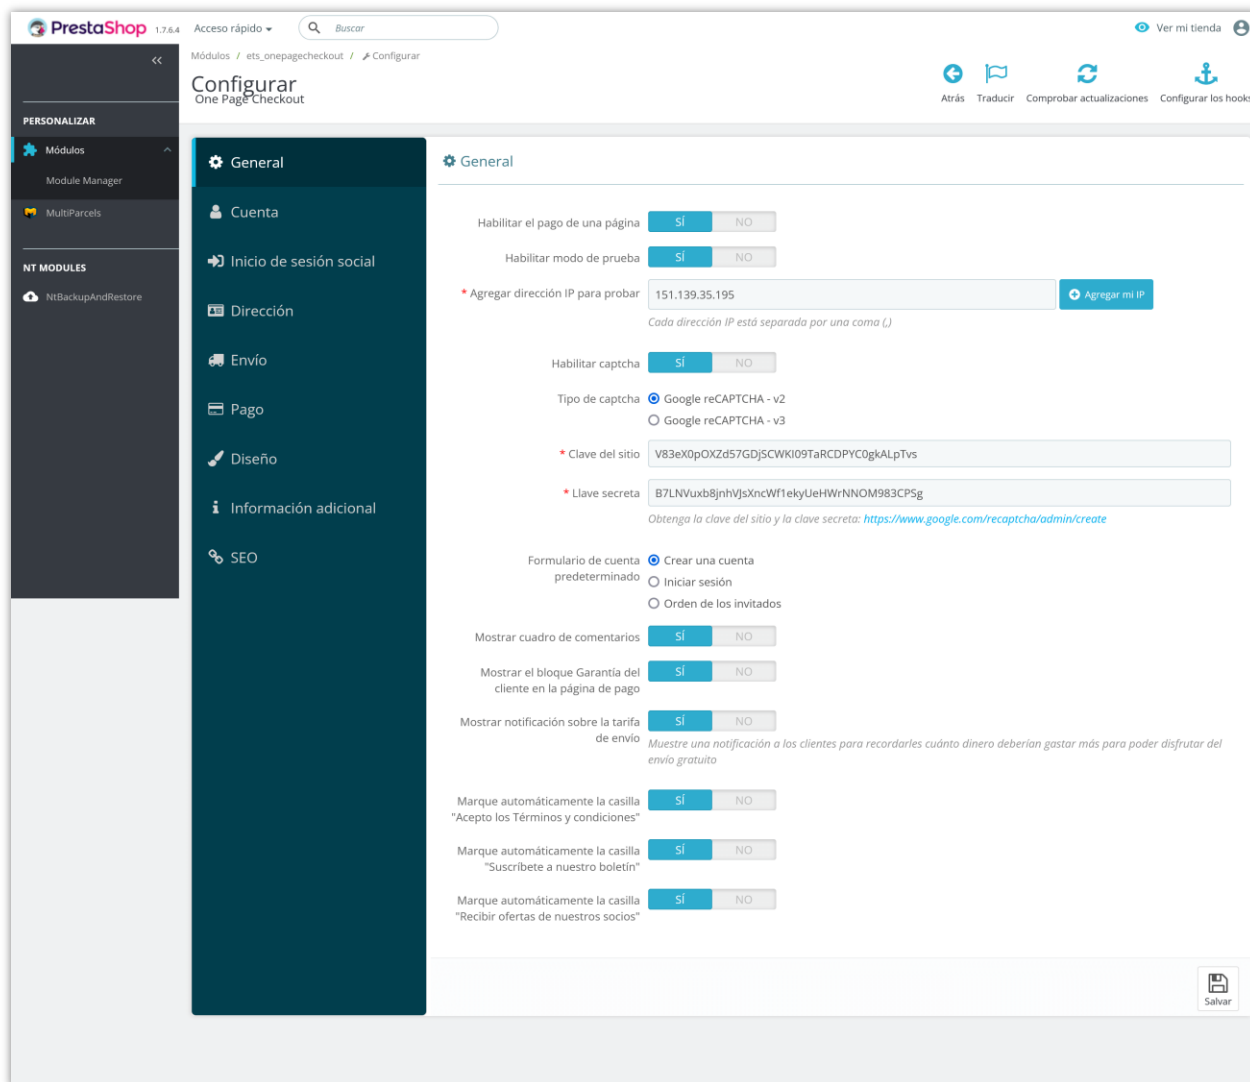 PrestaShop 1.7.6.4 Acceso rápido Buscar Ver mi tienda
Módulos / ets_onepagecheckout / Configurar
Configurar
One Page Checkout
Atrás Traducir Comprobar actualizaciones Configurar los hooks
PERSONALIZAR
Módulos
Module Manager
MultiParcels
NT MODULES
NtBackupAndRestore
General
Cuenta
Inicio de sesión social
Dirección
Envío
Pago
Diseño
Información adicional
SEO
General
Habilitar el pago de una página SÍ NO
Habilitar modo de prueba SÍ NO
* Agregar dirección IP para probar 151.139.35.195 Agregar mi IP
Cada dirección IP está separada por una coma (,)
Habilitar captcha SÍ NO
Tipo de captcha Google reCAPTCHA - v2
Google reCAPTCHA - v3
* Clave del sitio V83eX0pOXZd57GDjSCWKI09TaRCDPYC0gkALpTvs
* Llave secreta B7LNVuxb8jnhVJsXncWf1ekyUeHWrNNOM983CPSg
Obtenga la clave del sitio y la clave secreta: https://www.google.com/recaptcha/admin/create
Formulario de cuenta predeterminado Crear una cuenta
Iniciar sesión
Orden de los invitados
Mostrar cuadro de comentarios SÍ NO
Mostrar el bloque Garantía del SÍ NO
cliente en la página de pago
Mostrar notificación sobre la tarifa SÍ NO
de envío
Muestre una notificación a los clientes para recordarles cuánto dinero deberían gastar más para poder disfrutar del
envío gratuito
Marque automáticamente la casilla SÍ NO
"Acepto los Términos y condiciones"
Marque automáticamente la casilla SÍ NO
"Suscríbete a nuestro boletín"
Marque automáticamente la casilla SÍ NO
"Recibir ofertas de nuestros socios"
Salvar